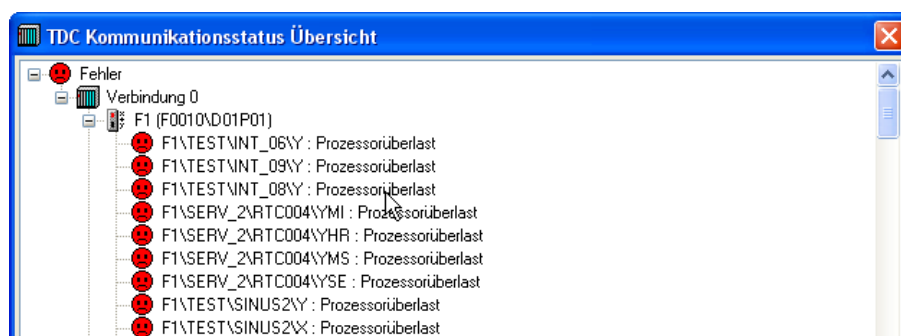 TDC Kommunikationsstatus Übersicht
Fehler
Verbindung 0
F1 (F0010\D01P01)
F1\TEST\INT_06\Y : Prozessorüberlast
F1\TEST\INT_09\Y : Prozessorüberlast
F1\TEST\INT_08\Y : Prozessorüberlast
F1\SERV_2\RTC004\YMI : Prozessorüberlast
F1\SERV_2\RTC004\YHR : Prozessorüberlast
F1\SERV_2\RTC004\YMS : Prozessorüberlast
F1\SERV_2\RTC004\YSE : Prozessorüberlast
F1\TEST\SINUS2\Y : Prozessorüberlast
F1\TEST\SINUS2\X : Prozessorüberlast